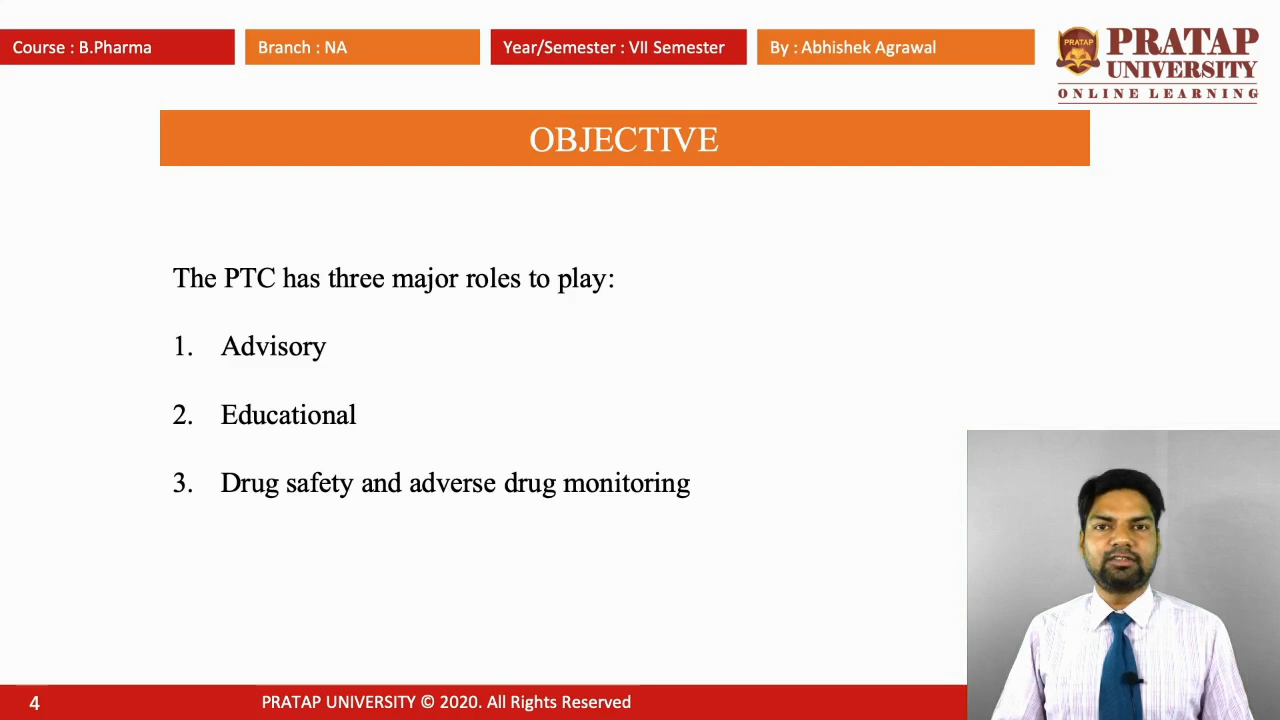 Course : B.Pharma
Branch : NA
Year/Semester : VII Semester
By : Abhishek Agrawal
PRATAP
PRATAP
UNIVERSITY
ONLINE LEARNING
OBJECTIVE
The PTC has three major roles to play:
1. Advisory
2. Educational
3. Drug safety and adverse drug monitoring
4
PRATAP UNIVERSITY © 2020. All Rights Reserved